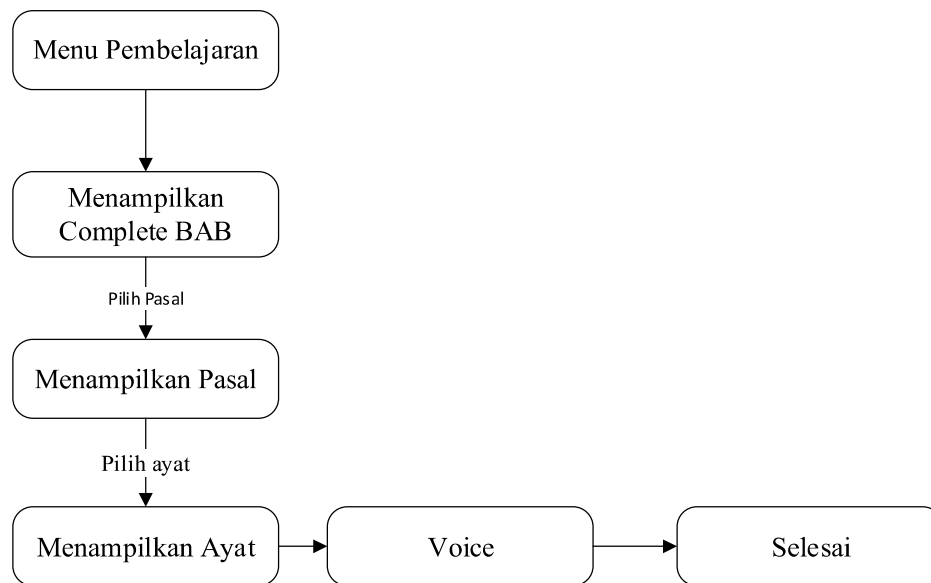 Menu Pembelajaran
Menampilkan
Complete BAB
Pilih Pasal
Menampilkan Pasal
Pilih ayat
Menampilkan Ayat
Voice
Selesai